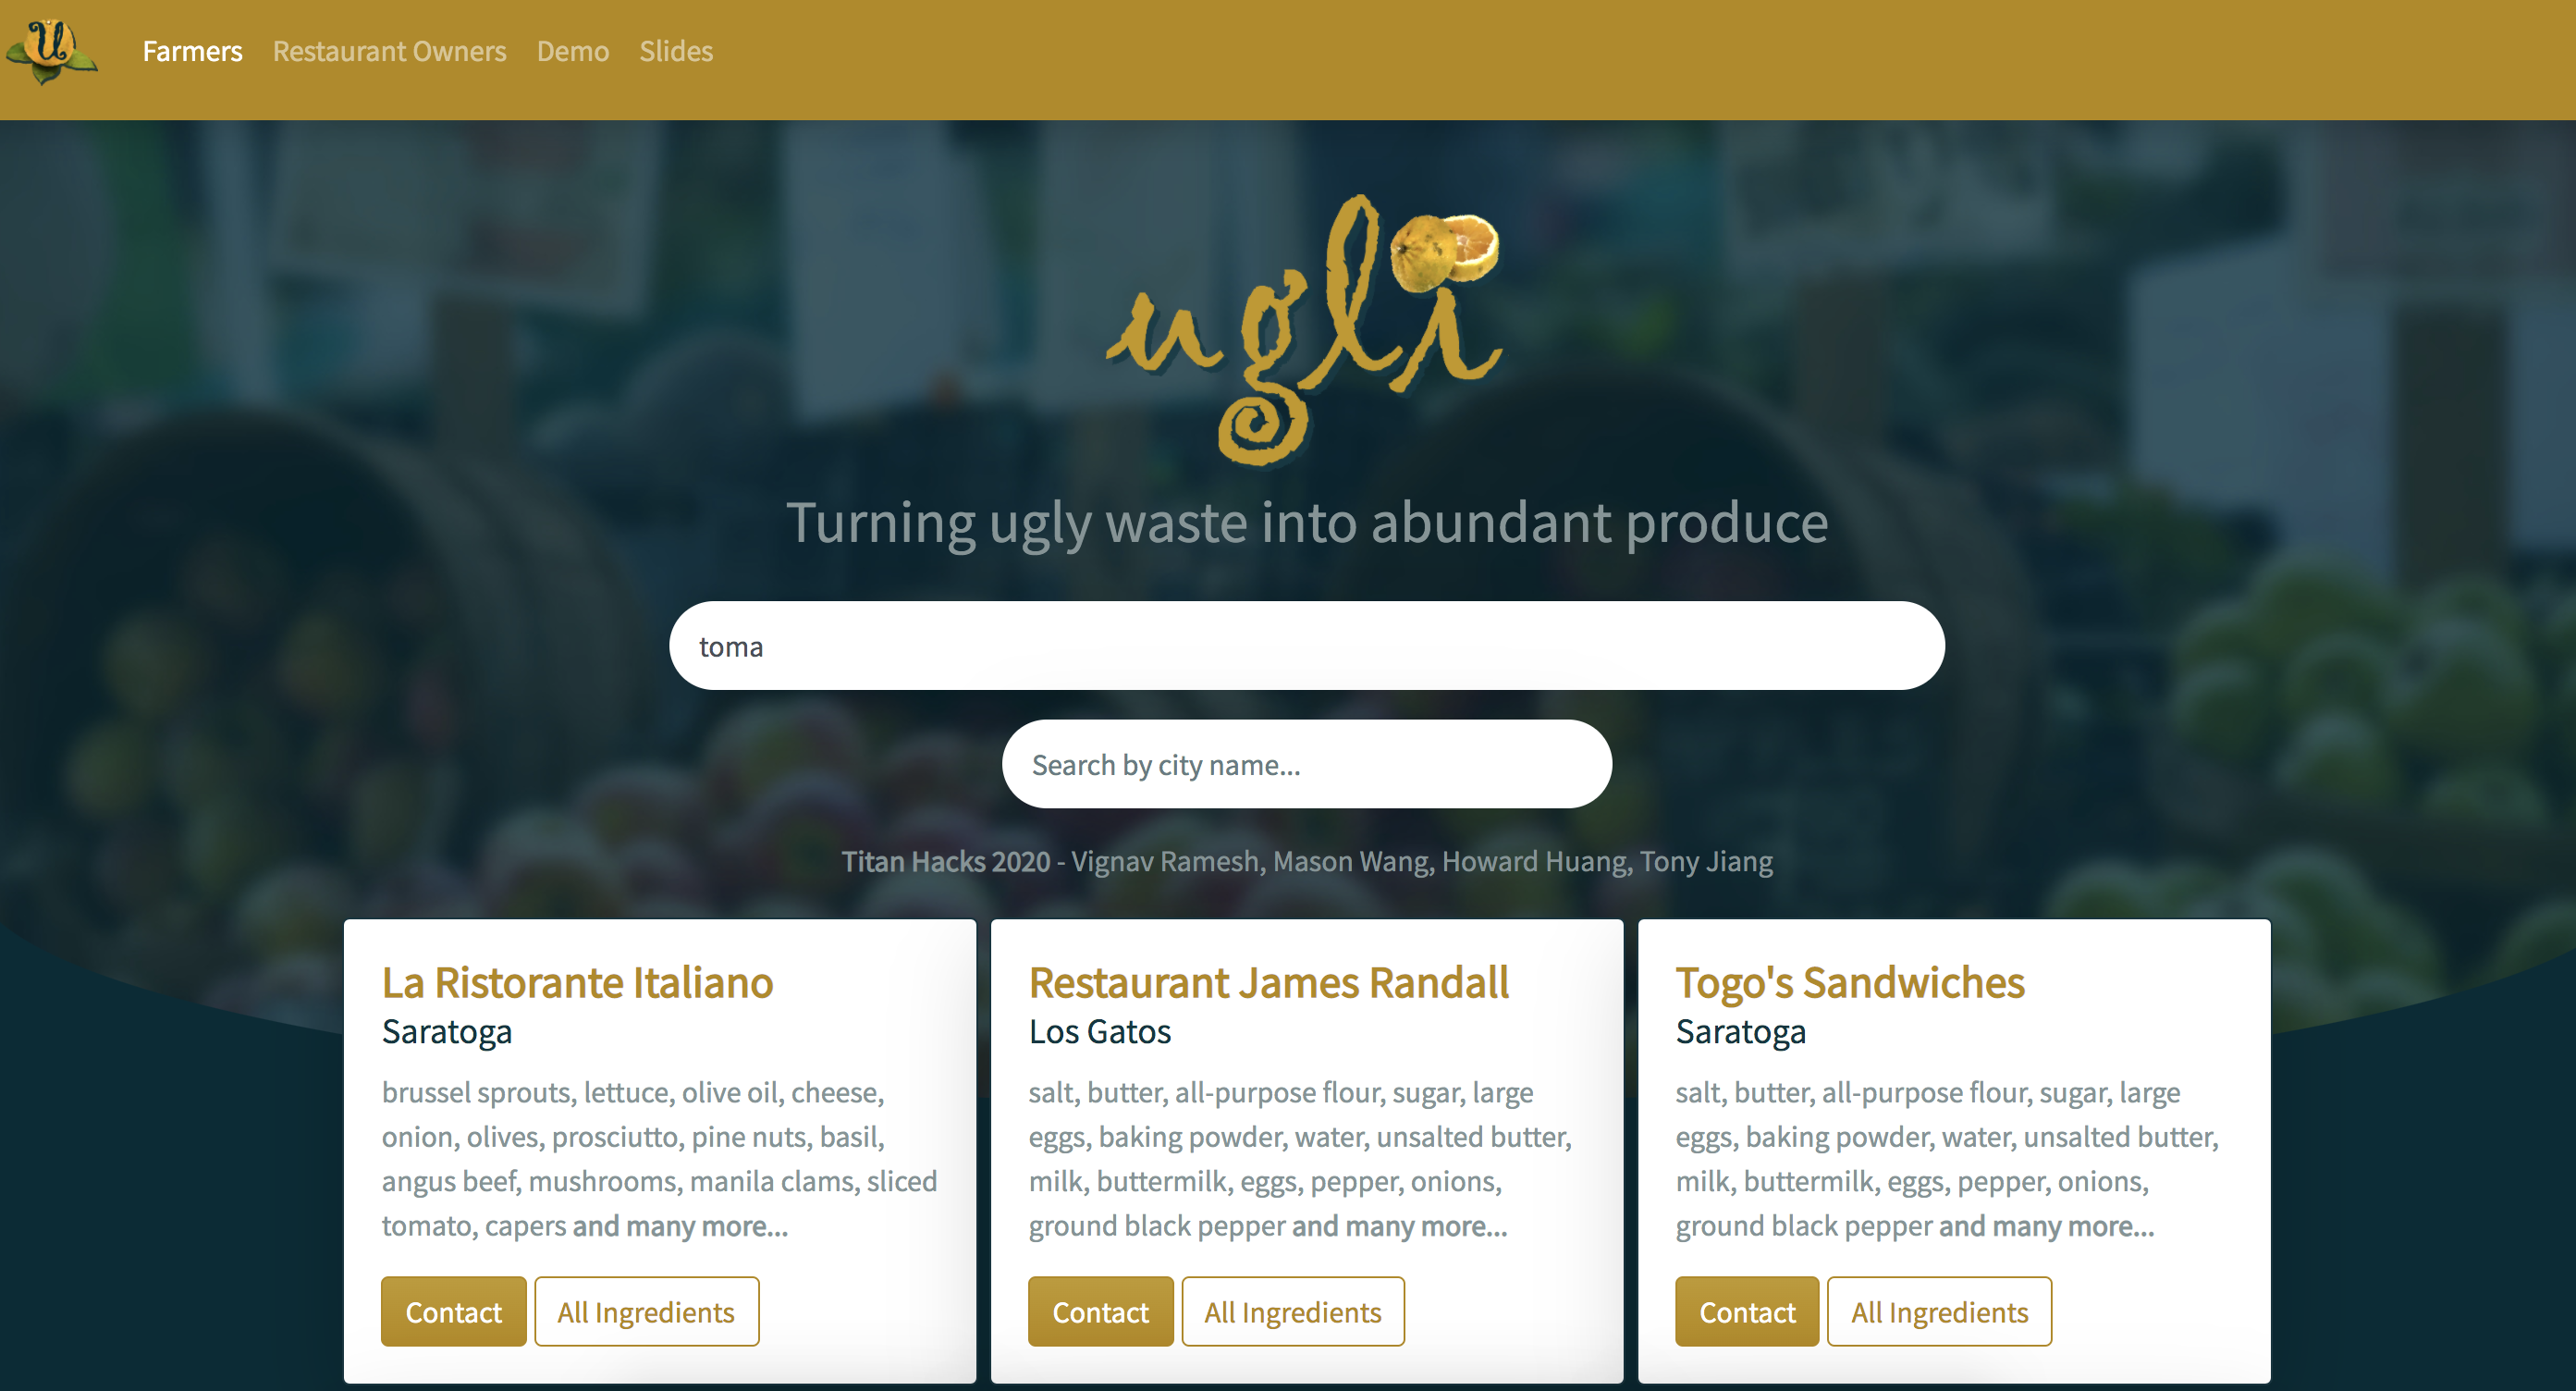 U
Farmers Restaurant Owners Demo Slides
ugli
Turning ugly waste into abundant produce
toma
Search by city name...
Titan Hacks 2020 - Vignav Ramesh, Mason Wang, Howard Huang, Tony Jiang
La Ristorante Italiano
Saratoga
brussel sprouts, lettuce, olive oil, cheese,
onion, olives, prosciutto, pine nuts, basil,
angus beef, mushrooms, manila clams, sliced
tomato, capers and many more...
Contact All Ingredients
Restaurant James Randall
Los Gatos
salt, butter, all-purpose flour, sugar, large
eggs, baking powder, water, unsalted butter,
milk, buttermilk, eggs, pepper, onions,
ground black pepper and many more...
Contact All Ingredients
Togo's Sandwiches
Saratoga
salt, butter, all-purpose flour, sugar, large
eggs, baking powder, water, unsalted butter,
milk, buttermilk, eggs, pepper, onions,
ground black pepper and many more...
Contact All Ingredients